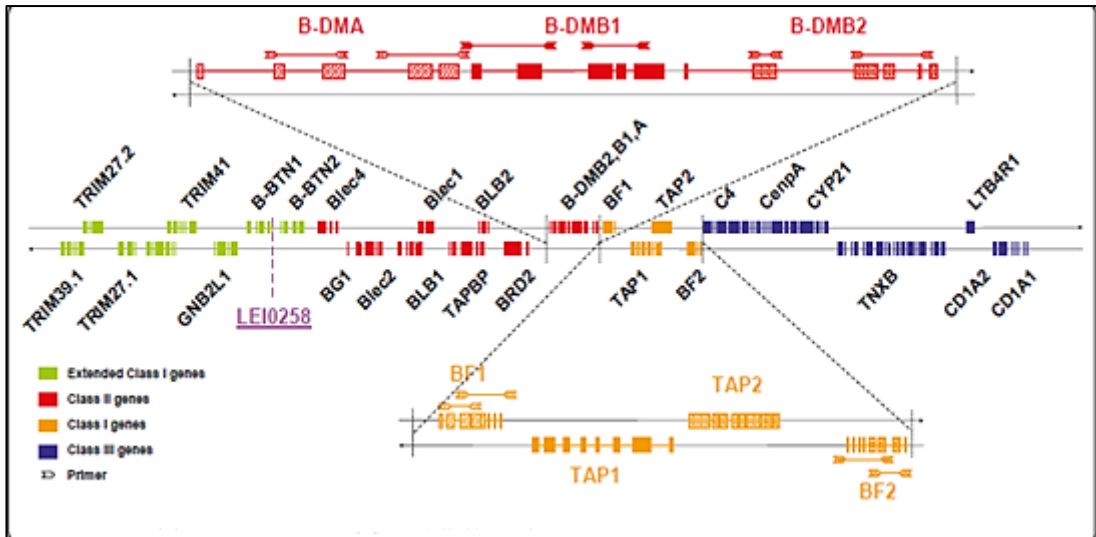 B-DMA B-DMB1 B-DMB2
TRIM27.2 TRIM41 B-BTN1 B-BTN2 Blec4 Blec1 BLB2 B-DMB2,B1,A BF1 TAP2 C4 CenpA CYP21 LTB4R1
TRIM39.1 TRIM27.1 GNB2L1 BG1 Blec2 BLB1 TAPBP BRD2 TAP1 BF2 TNXB CD1A2 CD1A1
LEI0258
Extended Class I genes
Class II genes
Class I genes
Class III genes
Primer
BF1 TAP2
TAP1 BF2